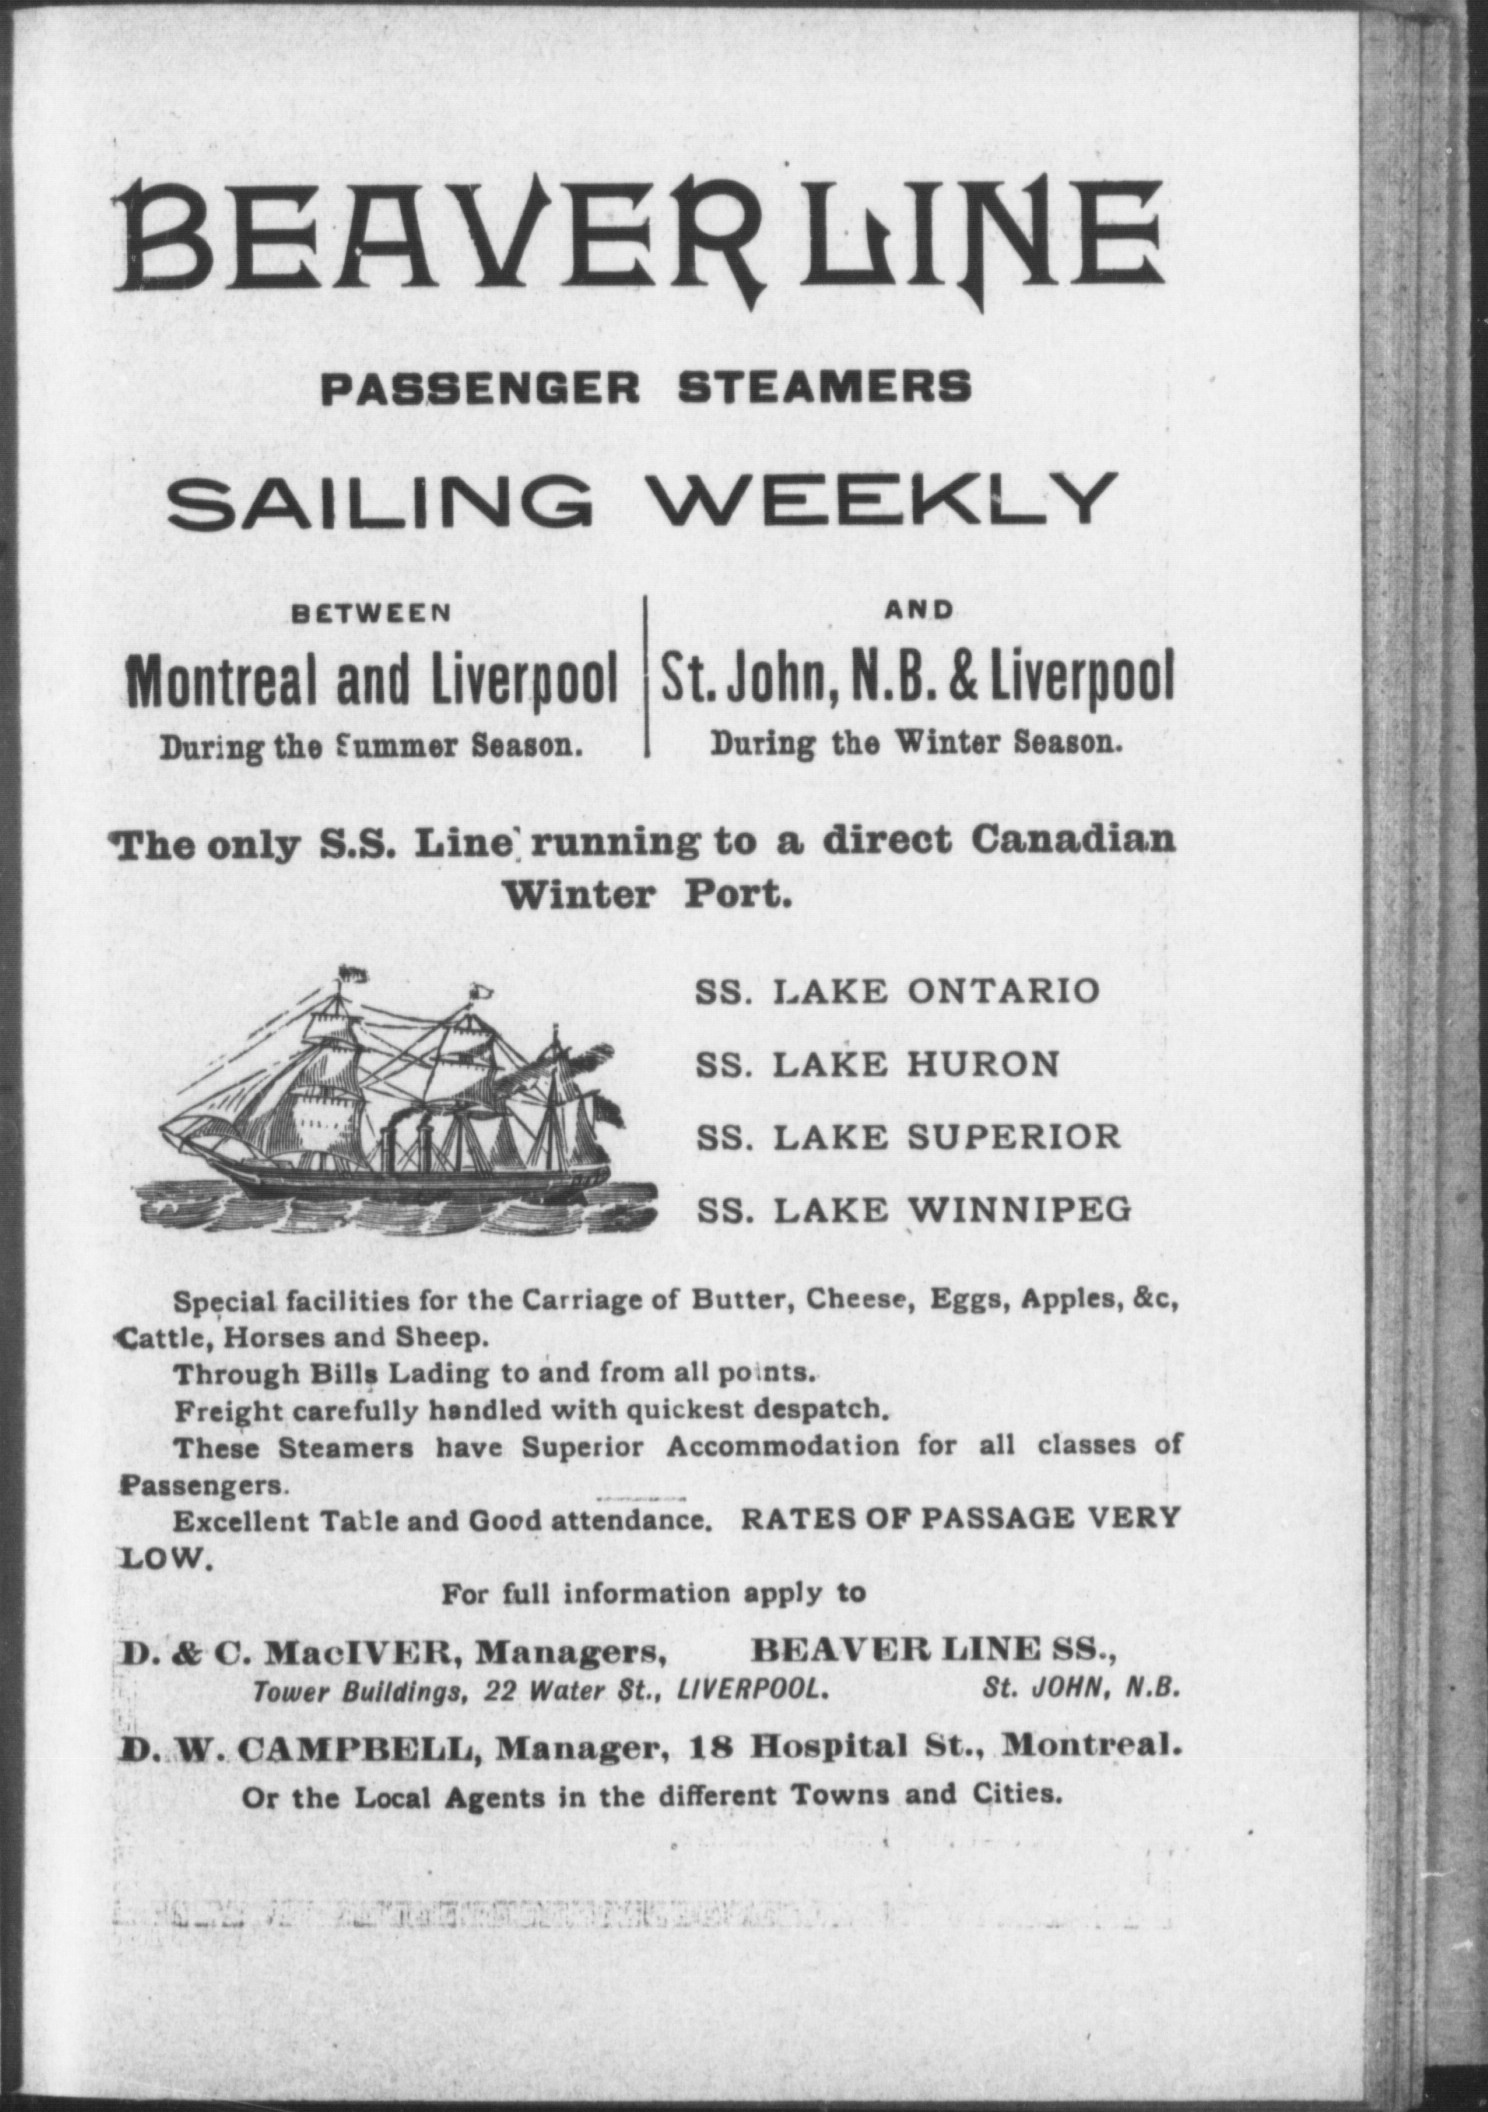 BEAVER LINE
PASSENGER STEAMERS
SAILING WEEKLY
BETWEEN
Montreal and Liverpool
During the Summer Season.
AND
St. John, N.B. & Liverpool
During the Winter Season.
The only S.S. Line running to a direct Canadian
Winter Port.
SS. LAKE ONTARIO
SS. LAKE HURON
SS. LAKE SUPERIOR
SS. LAKE WINNIPEG
Special facilities for the Carriage of Butter, Cheese, Eggs, Apples, &c,
Cattle, Horses and Sheep.
Through Bills Lading to and from all points.
Freight carefully handled with quickest despatch.
These Steamers have Superior Accommodation for all classes of
Passengers.
Excellent Table and Good attendance. RATES OF PASSAGE VERY
LOW.
For full information apply to
D. & C. MacIVER, Managers, BEAVER LINE SS.,
Tower Buildings, 22 Water St., LIVERPOOL. St. JOHN, N.B.
D. W. CAMPBELL, Manager, 18 Hospital St., Montreal.
Or the Local Agents in the different Towns and Cities.